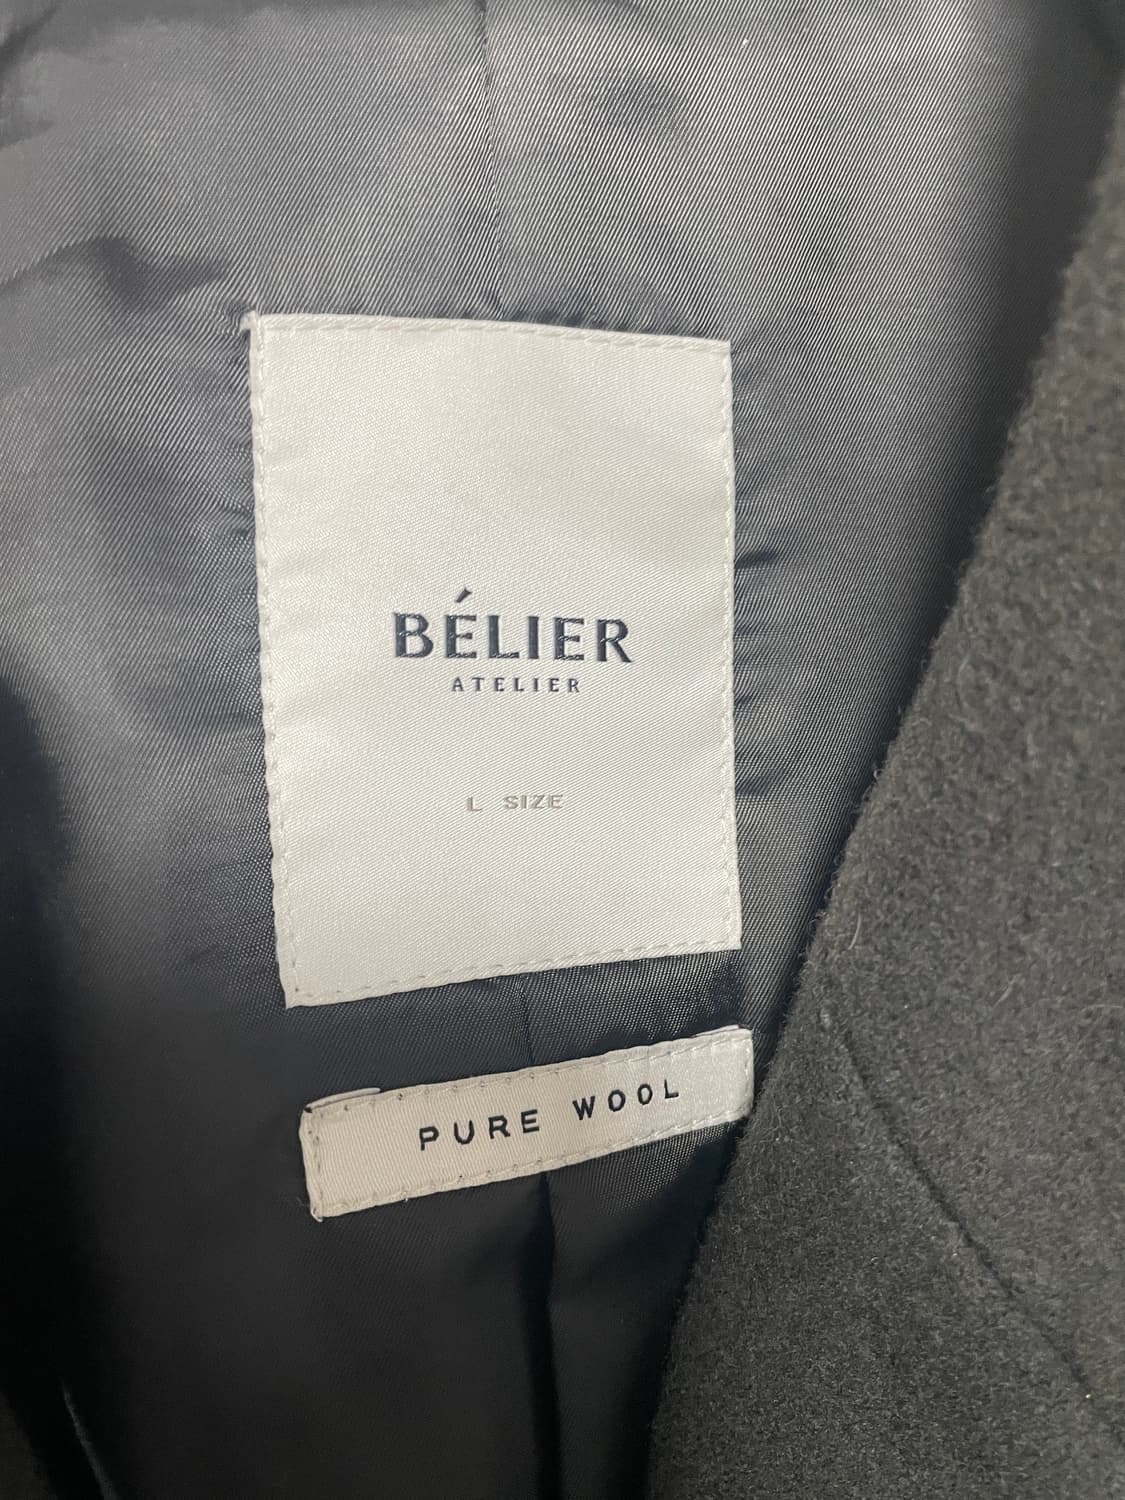 BÉLIER
ATELIER
L SIZE
PURE WOOL